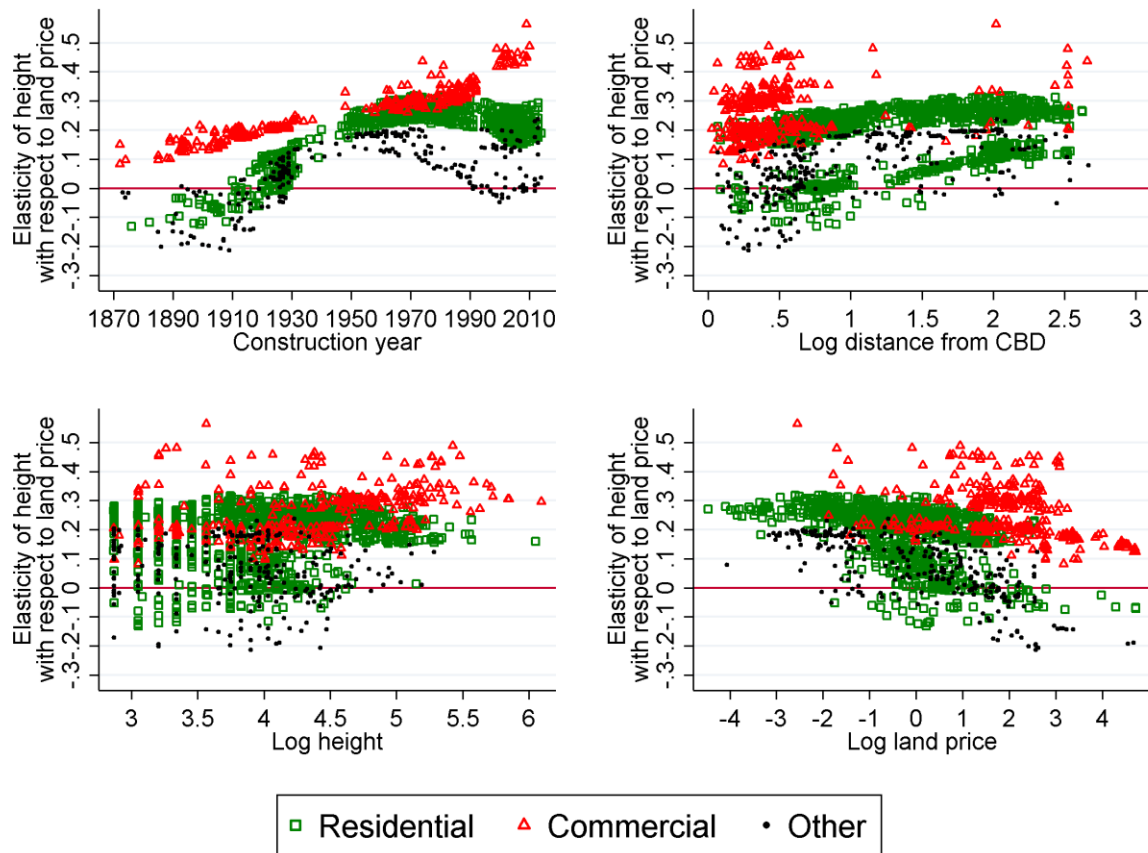 Elasticity of height
with respect to land price
-.3-.2-.1 0 .1 .2 .3 .4 .5
1870 1890 1910 1930 1950 1970 1990 2010
Construction year
Elasticity of height
with respect to land price
-.3-.2-.1 0 .1 .2 .3 .4 .5
0 .5 1 1.5 2 2.5 3
Log distance from CBD
Elasticity of height
with respect to land price
-.3-.2-.1 0 .1 .2 .3 .4 .5
3 3.5 4 4.5 5 5.5 6
Log height
Elasticity of height
with respect to land price
-.3-.2-.1 0 .1 .2 .3 .4 .5
-4 -3 -2 -1 0 1 2 3 4
Log land price
Residential Commercial Other